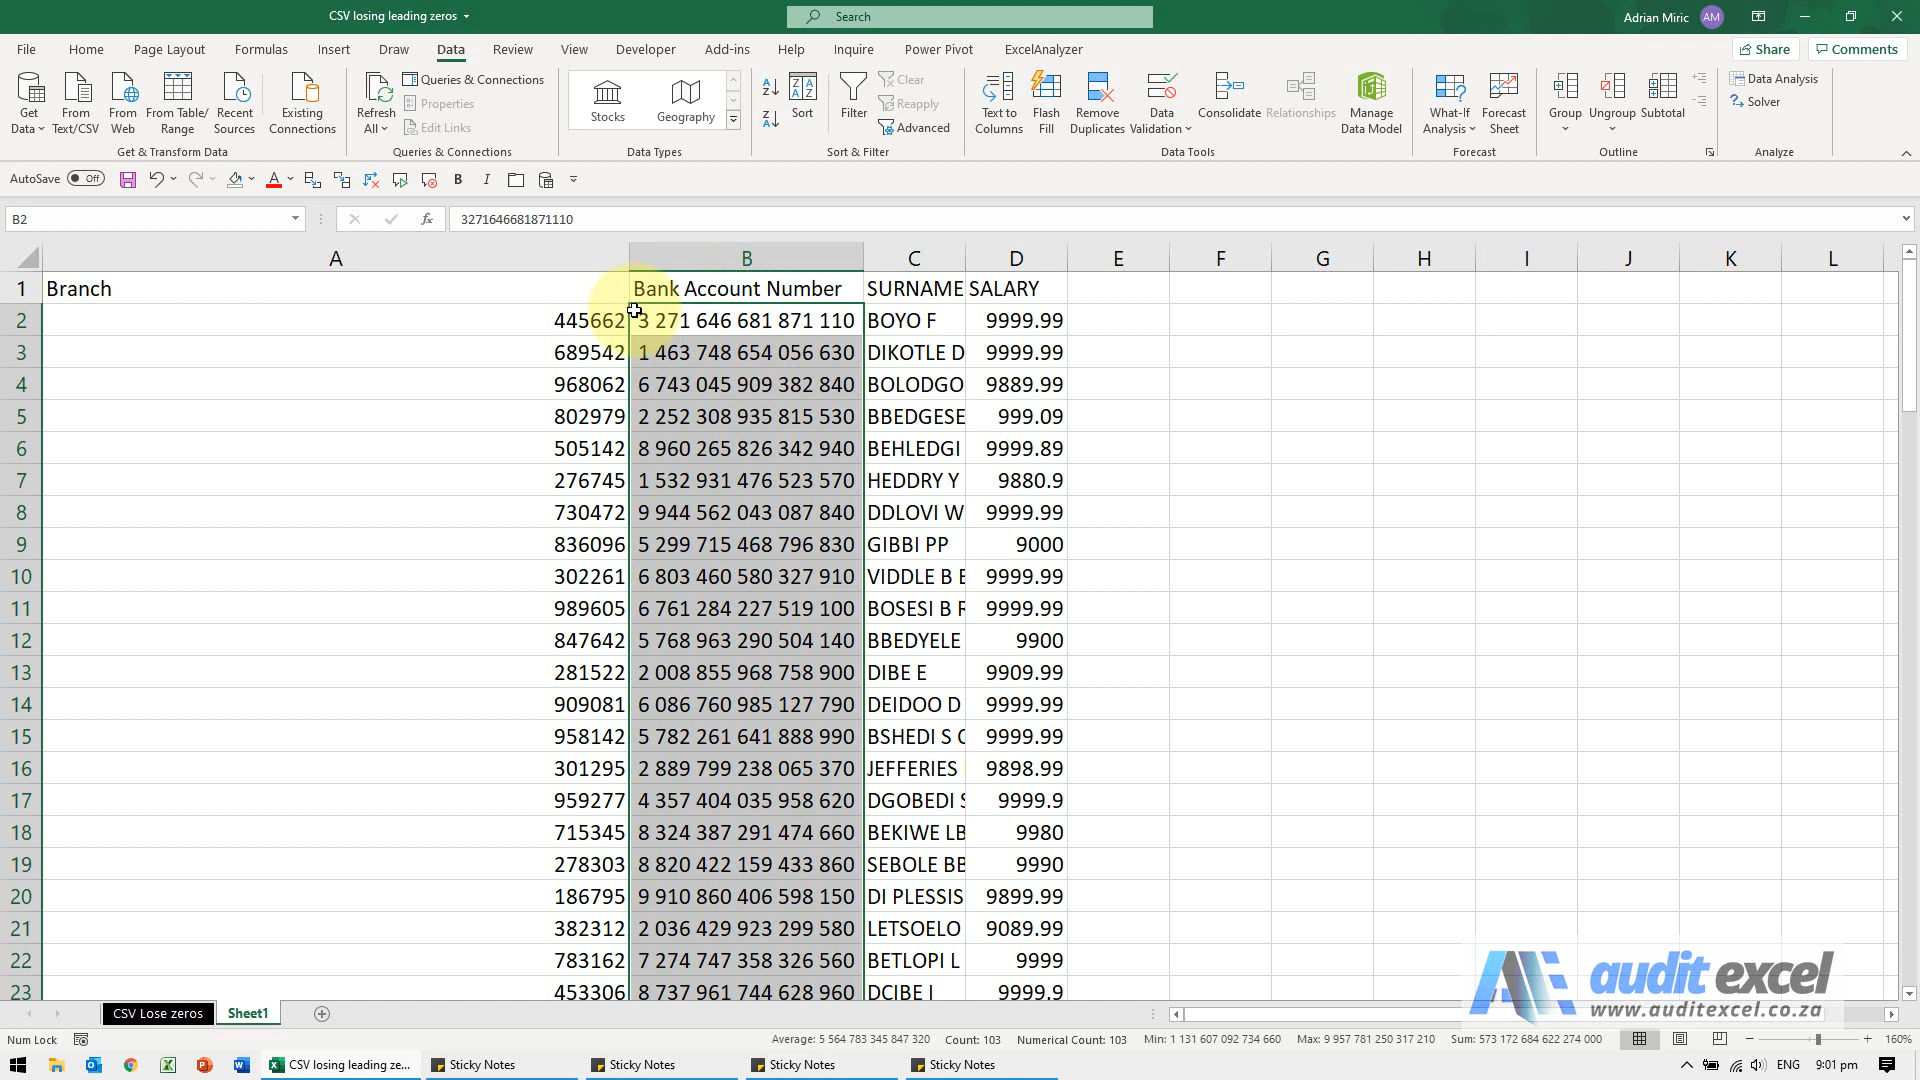 CSV losing leading zeros
Search
Adrian Miric AM
File Home Page Layout Formulas Insert Draw Data Review View Developer Add-ins Help Inquire Power Pivot ExcelAnalyzer Share Comments
Get Data From Text/CSV From Web From Table/Range Recent Sources Existing Connections
Get & Transform Data
Refresh All Queries & Connections Properties Edit Links
Queries & Connections
Stocks Geography
Data Types
Sort Filter Clear Reapply Advanced
Sort & Filter
Text to Columns Flash Fill Remove Duplicates Data Validation Consolidate Relationships Manage Data Model
Data Tools
What-If Analysis Forecast Sheet
Forecast
Group Ungroup Subtotal
Outline
Data Analysis
Solver
Analyze
AutoSave Off A B I
B2 fx 3271646681871110
A B C D E F G H I J K L
1 Branch Bank Account Number SURNAME SALARY
2 445662 3 271 646 681 871 110 BOYO F 9999.99
3 689542 1 463 748 654 056 630 DIKOTLE D 9999.99
4 968062 6 743 045 909 382 840 BOLODGO 9889.99
5 802979 2 252 308 935 815 530 BBEDGESE 999.09
6 505142 8 960 265 826 342 940 BEHLEDGI 9999.89
7 276745 1 532 931 476 523 570 HEDDRY Y 9880.9
8 730472 9 944 562 043 087 840 DDLOVI W 9999.99
9 836096 5 299 715 468 796 830 GIBBI PP 9000
10 302261 6 803 460 580 327 910 VIDDLE B 9999.99
11 989605 6 761 284 227 519 100 BOSESI B 9999.99
12 847642 5 768 963 290 504 140 BBEDYELE 9900
13 281522 2 008 855 968 758 900 DIBE E 9909.99
14 909081 6 086 760 985 127 790 DEIDOO D 9999.99
15 958142 5 782 261 641 888 990 BSHEDI S 9999.99
16 301295 2 889 799 238 065 370 JEFFERIES 9898.99
17 959277 4 357 404 035 958 620 DGOBEDI 9999.9
18 715345 8 324 387 291 474 660 BEKIWE LB 9980
19 278303 8 820 422 159 433 860 SEBOLE BB 9990
20 186795 9 910 860 406 598 150 DI PLESSIS 9899.99
21 382312 2 036 429 923 299 580 LETSOELO 9089.99
22 783162 7 274 747 358 326 560 BETLOPI L 9999
23 453306 8 737 961 744 628 960 DCIBE I 9999.9
audit excel
www.auditexcel.co.za
CSV Lose zeros Sheet1
Num Lock Average: 5 564 783 345 847 320 Count: 103 Numerical Count: 103 Min: 1 131 607 092 734 660 Max: 9 957 781 250 317 210 Sum: 573 172 684 622 274 000 160%
CSV losing leading ze... Sticky Notes Sticky Notes Sticky Notes Sticky Notes ENG 9:01 pm